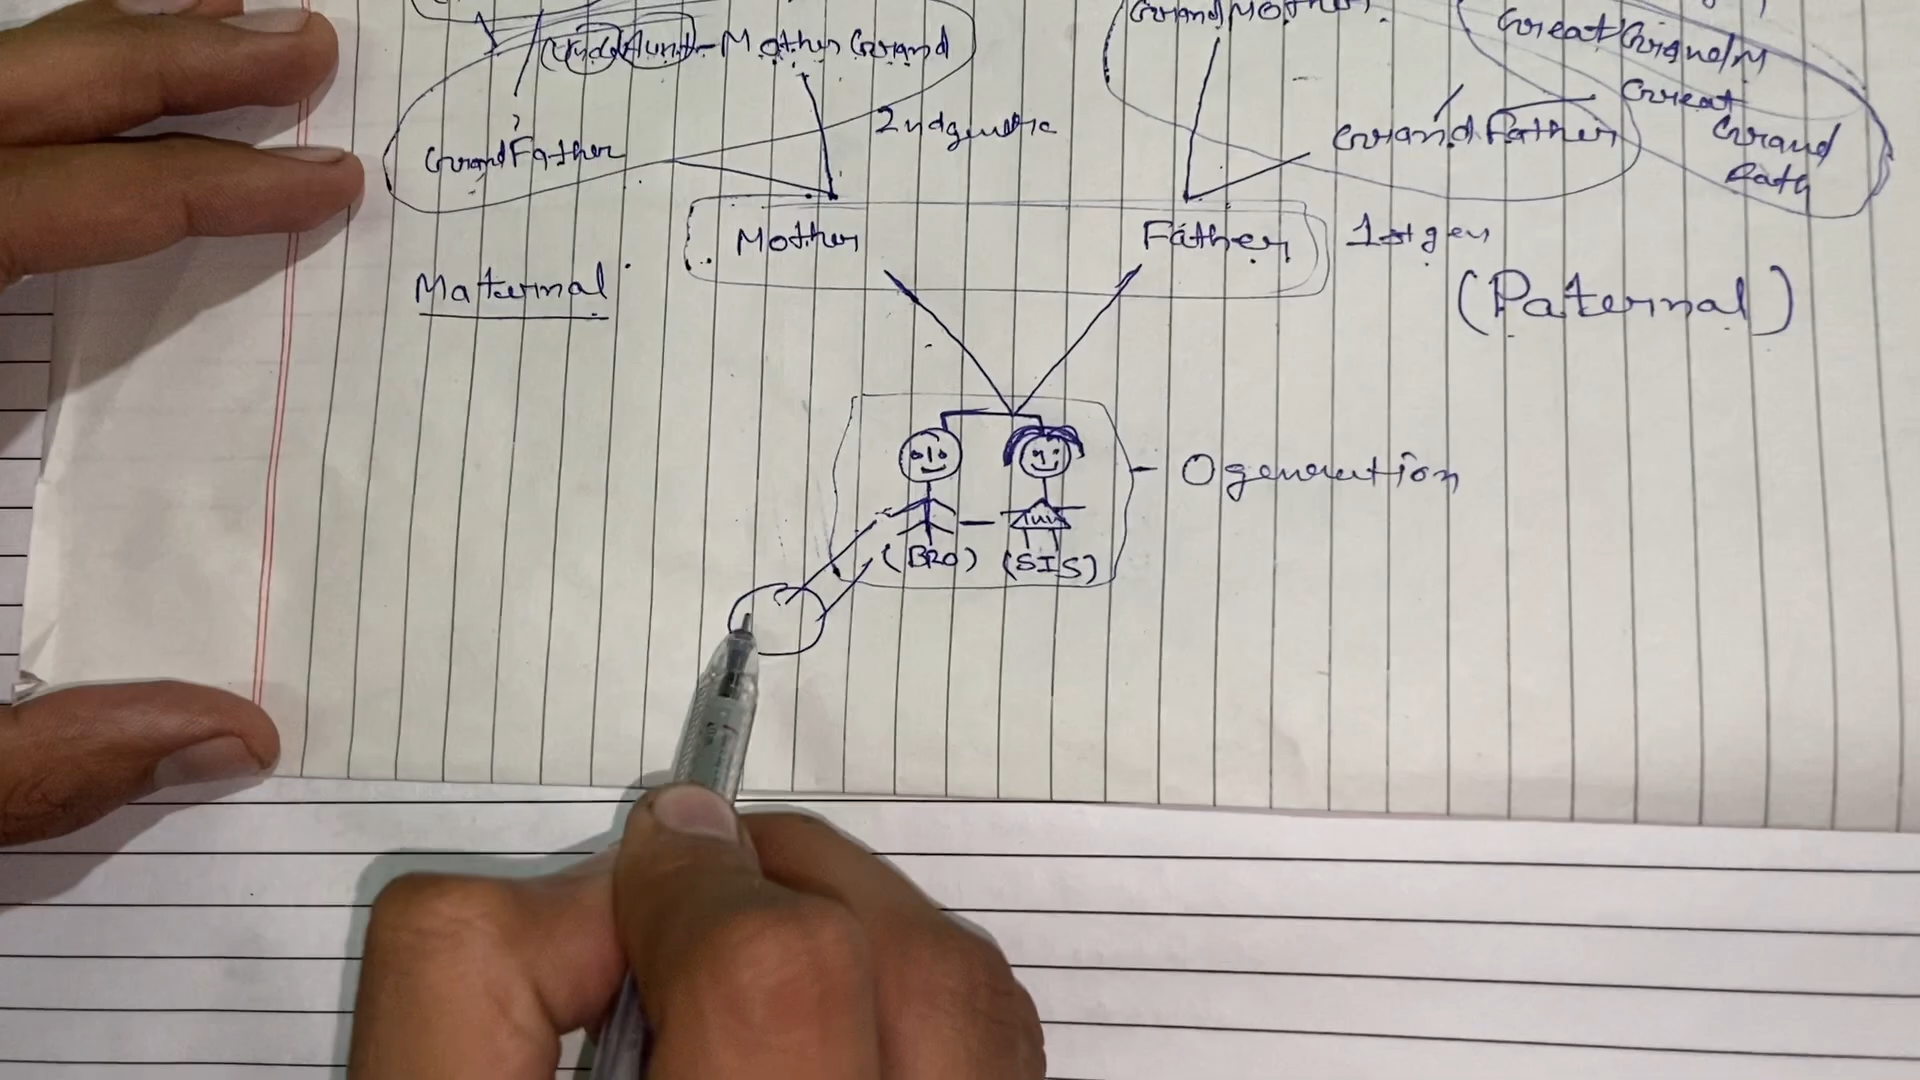 Aunt - Mother Grand
Grand Mother.
Great Grand M
Great
Grand
Fath
2nd genetic
Grand Father
Grand Father
Mother
Father
1st gen
Maternal
(Paternal)
- 0 generation
(BRO) - (SIS)